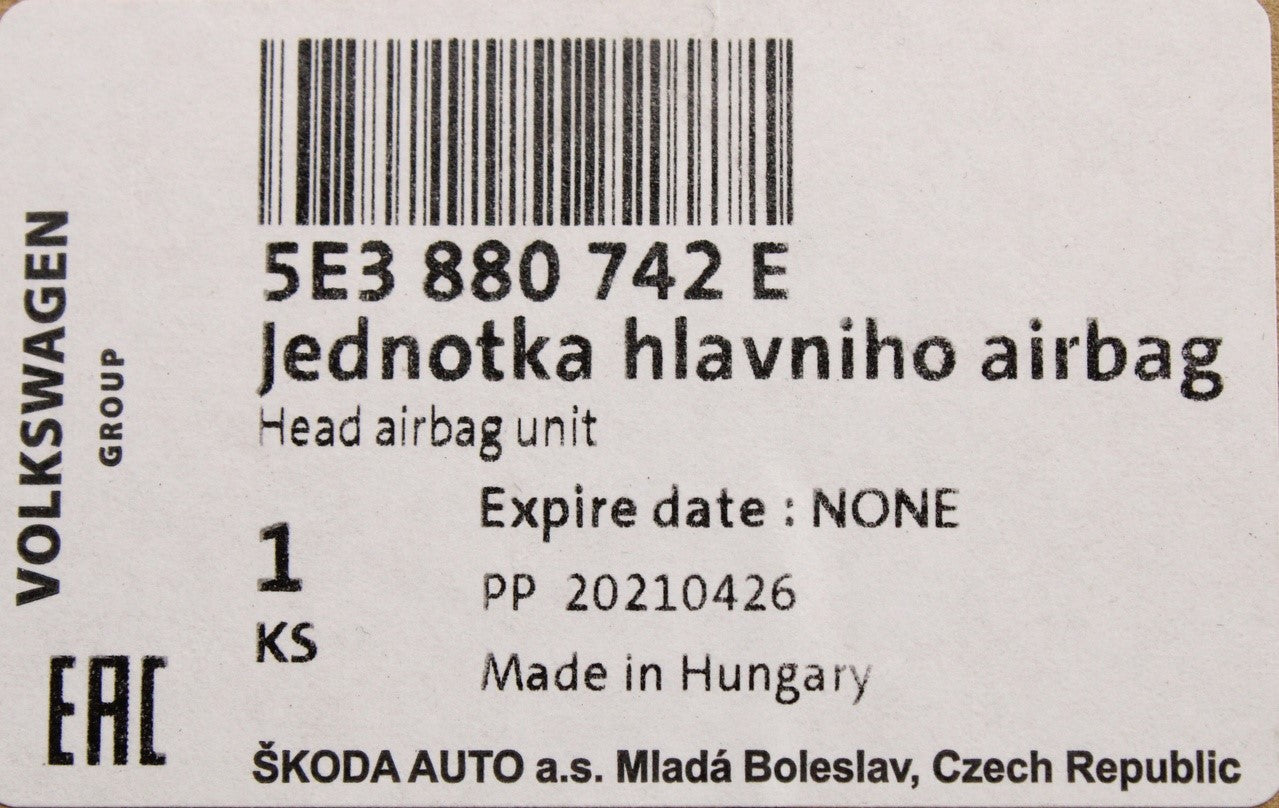 VOLKSWAGEN
GROUP
5E3 880 742 E
Jednotka hlavniho airbag
Head airbag unit
Expire date : NONE
1
KS
PP 20210426
Made in Hungary
EAC
ŠKODA AUTO a.s. Mladá Boleslav, Czech Republic